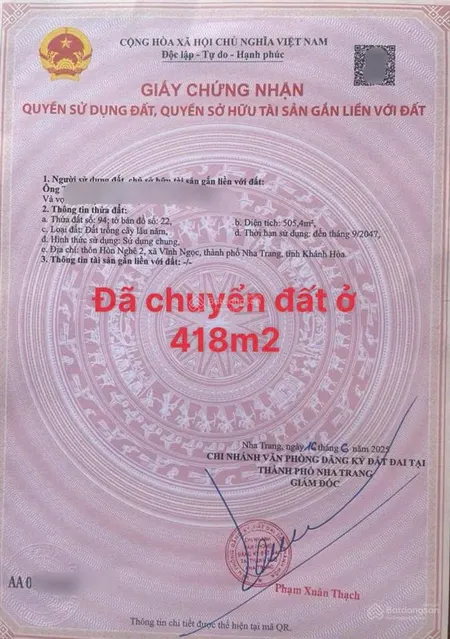 CỘNG HÒA XÃ HỘI CHỦ NGHĨA VIỆT NAM
Độc lập - Tự do - Hạnh phúc
GIẤY CHỨNG NHẬN
QUYỀN SỬ DỤNG ĐẤT, QUYỀN SỞ HỮU TÀI SẢN GẮN LIỀN VỚI ĐẤT
1. Người sử dụng đất, chủ sở hữu tài sản gắn liền với đất:
Ông
Và vợ
2. Thông tin thửa đất:
a. Thửa đất số: 94; tờ bản đồ số: 22, b. Diện tích: 505,4m²,
c. Loại đất: Đất trồng cây lâu năm, d. Thời hạn sử dụng: đến tháng 9/2047,
đ. Hình thức sử dụng: Sử dụng chung,
e. Địa chỉ: thôn Hòn Nghê 2, xã Vĩnh Ngọc, thành phố Nha Trang, tỉnh Khánh Hòa.
3. Thông tin tài sản gắn liền với đất: -/-
Đã chuyển đất ở
418m2
Nha Trang, ngày 16 tháng 6 năm 2025
CHI NHÁNH VĂN PHÒNG ĐĂNG KÝ ĐẤT ĐAI TẠI
THÀNH PHỐ NHA TRANG
GIÁM ĐỐC
Phạm Xuân Thạch
AA 0
Thông tin chi tiết được thể hiện tại mã QR.
Batdongsan